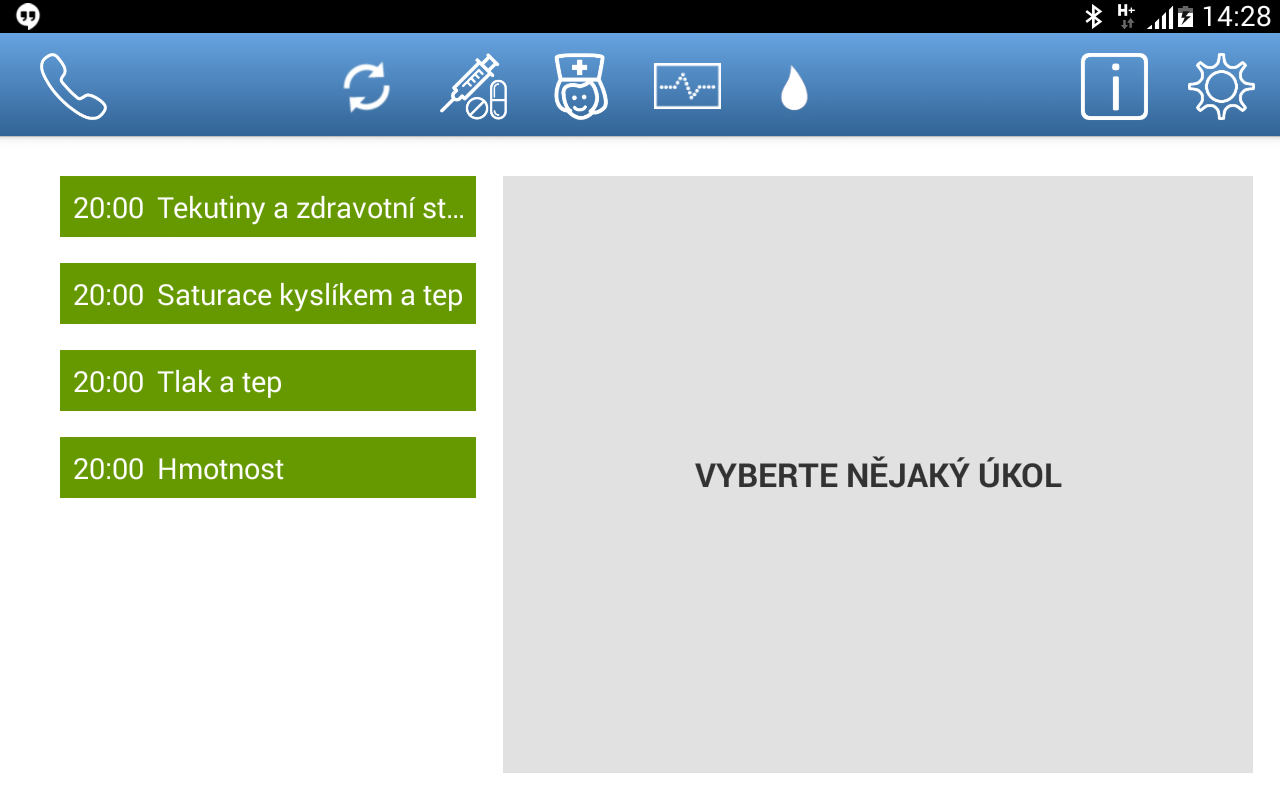 H+ 14:28
20:00 Tekutiny a zdravotní st...
20:00 Saturace kyslíkem a tep
20:00 Tlak a tep
20:00 Hmotnost
VYBERTE NĚJAKÝ ÚKOL